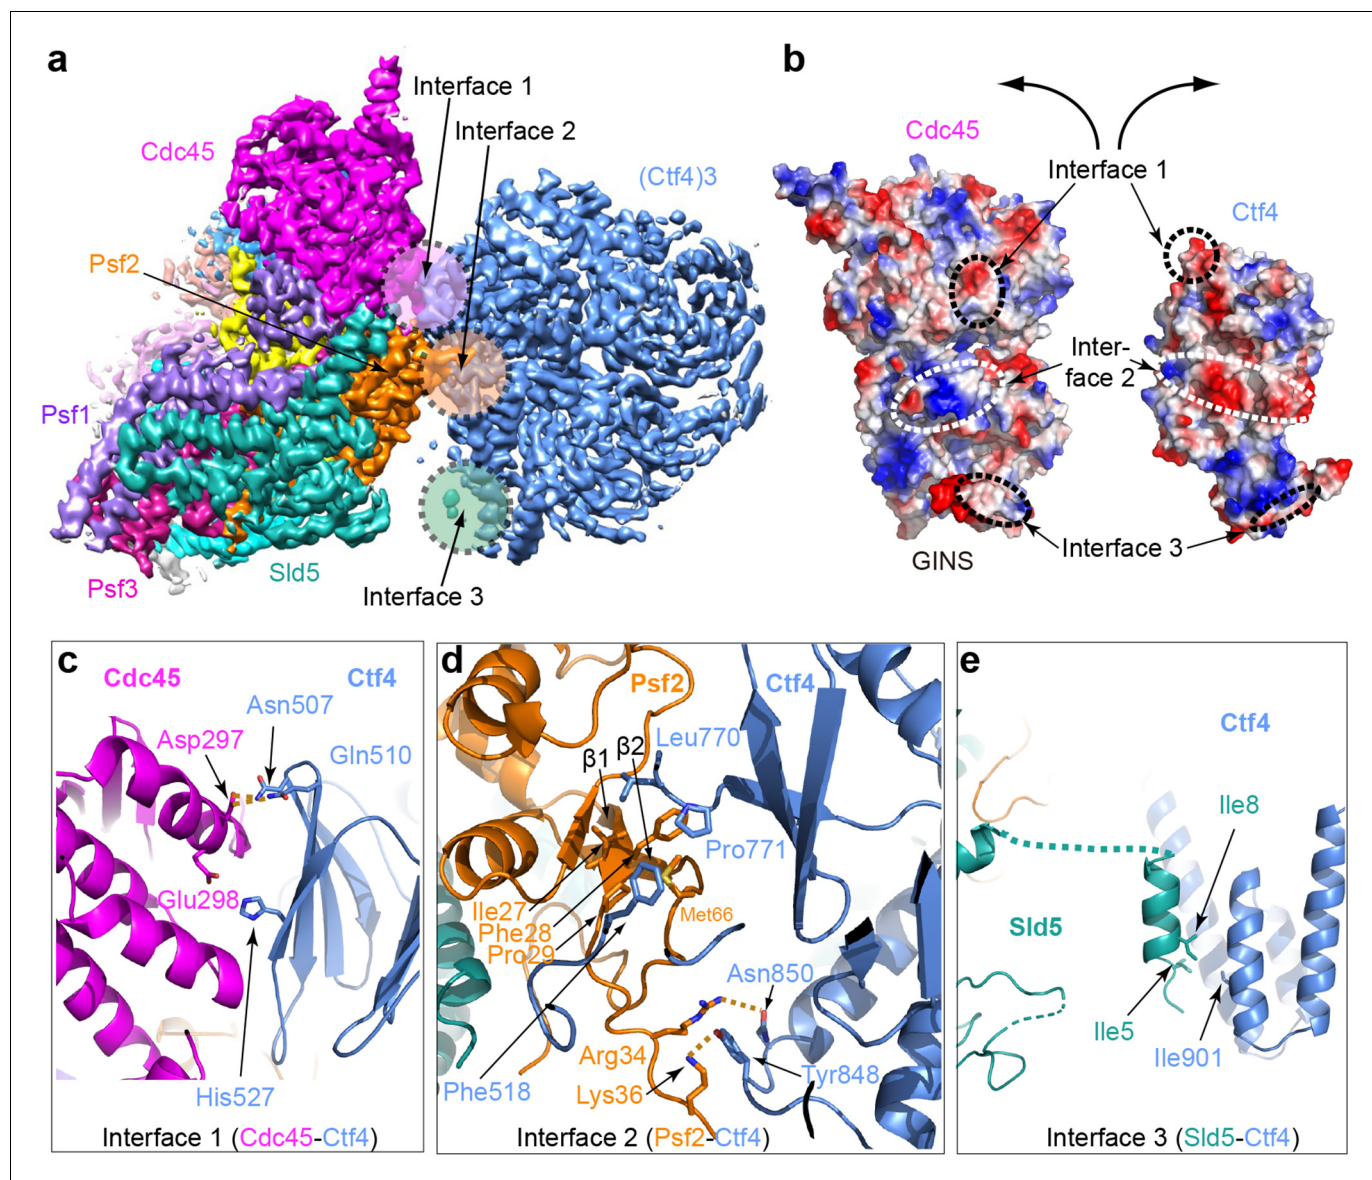 a
Interface 1
Interface 2
Cdc45
(Ctf4)3
Psf2
Psf1
Psf3
Sld5
Interface 3
b
Cdc45
Interface 1
Ctf4
Inter-
face 2
Interface 3
GINS
c
Cdc45
Ctf4
Asn507
Asp297
Gln510
Glu298
His527
Interface 1 (Cdc45-Ctf4)
d
Psf2
Ctf4
Leu770
β1
β2
Pro771
Ile27
Phe28
Pro29
Met66
Asn850
Arg34
Lys36
Tyr848
Phe518
Interface 2 (Psf2-Ctf4)
e
Ctf4
Ile8
Sld5
Ile5
Ile901
Interface 3 (Sld5-Ctf4)